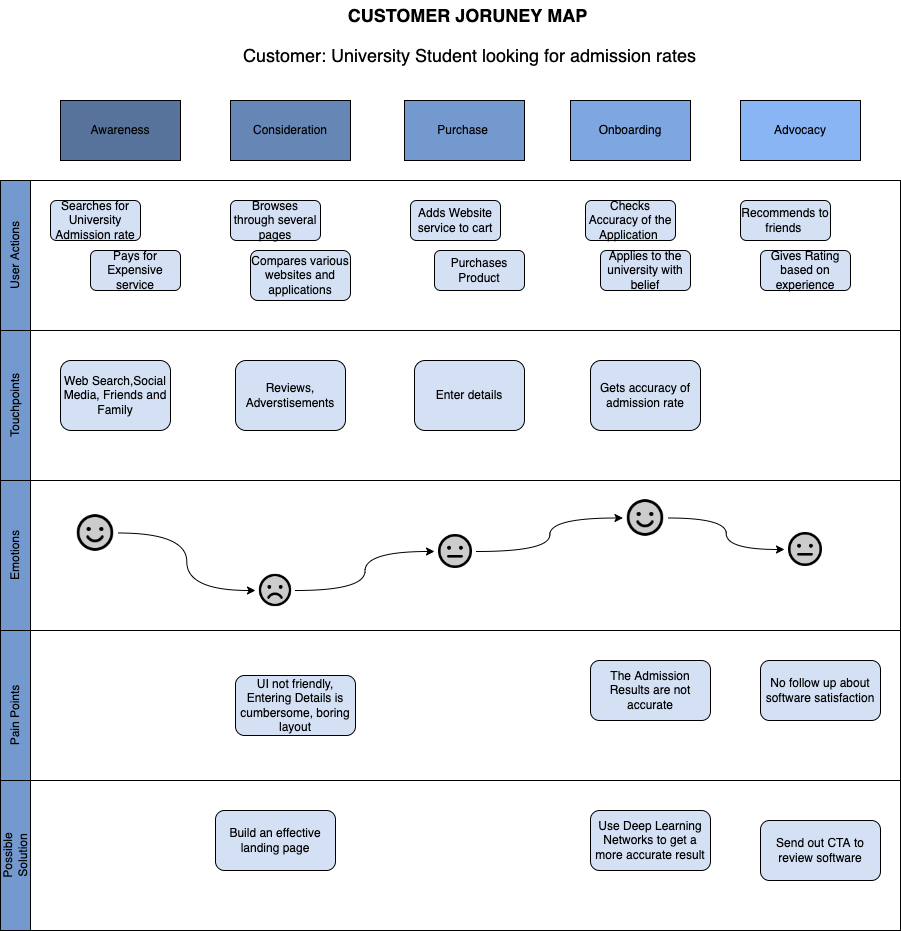 CUSTOMER JORUNEY MAP
Customer: University Student looking for admission rates
Awareness
Consideration
Purchase
Onboarding
Advocacy
User Actions
Searches for
University
Admission rate
Pays for
Expensive
service
Browses
through several
pages
Compares various
websites and
applications
Adds Website
service to cart
Purchases
Product
Checks
Accuracy of the
Application
Applies to the
university with
belief
Recommends to
friends
Gives Rating
based on
experience
Touchpoints
Web Search,Social
Media, Friends and
Family
Reviews,
Adverstisements
Enter details
Gets accuracy of
admission rate
Emotions
Pain Points
UI not friendly,
Entering Details is
cumbersome, boring
layout
The Admission
Results are not
accurate
No follow up about
software satisfaction
Possible
Solution
Build an effective
landing page
Use Deep Learning
Networks to get a
more accurate result
Send out CTA to
review software